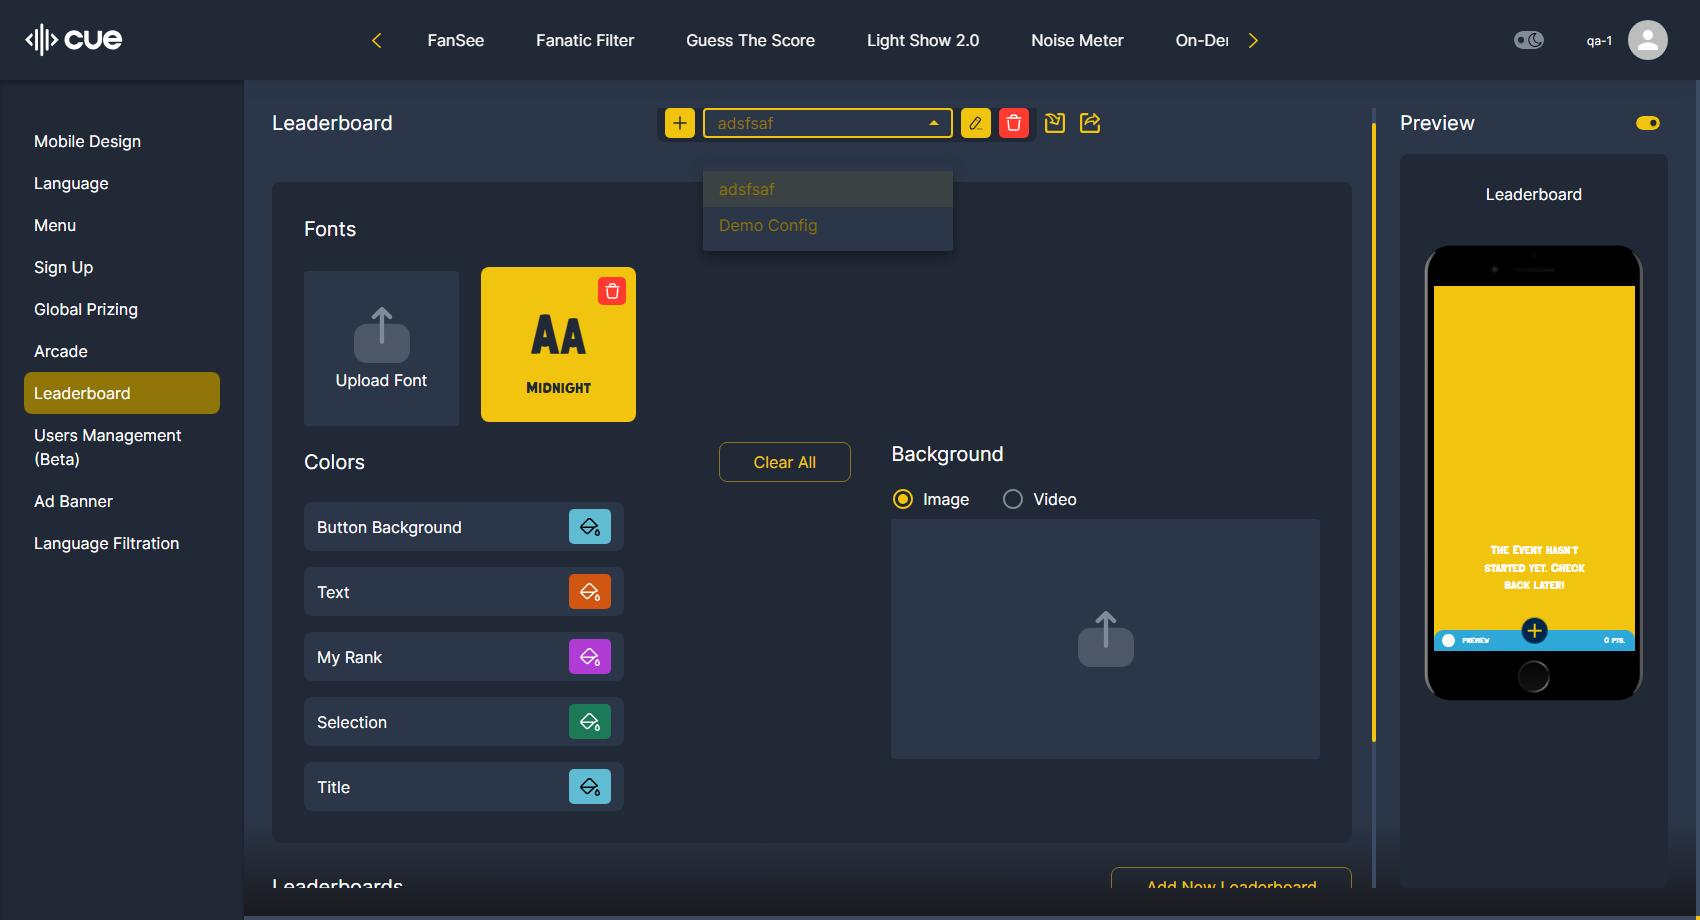 cue
FanSee
Fanatic Filter
Guess The Score
Light Show 2.0
Noise Meter
On-De
qa-1
Mobile Design
Language
Menu
Sign Up
Global Prizing
Arcade
Leaderboard
Users Management
(Beta)
Ad Banner
Language Filtration
Leaderboard
adsfsaf
adsfsaf
Demo Config
Fonts
Upload Font
Aa
Midnight
Colors
Clear All
Button Background
Text
My Rank
Selection
Title
Background
Image
Video
Leaderboards
Add New Leaderboard
Preview
Leaderboard
The Event hasn't
started yet. Check
back later!
PREVIEW
0 PTS.